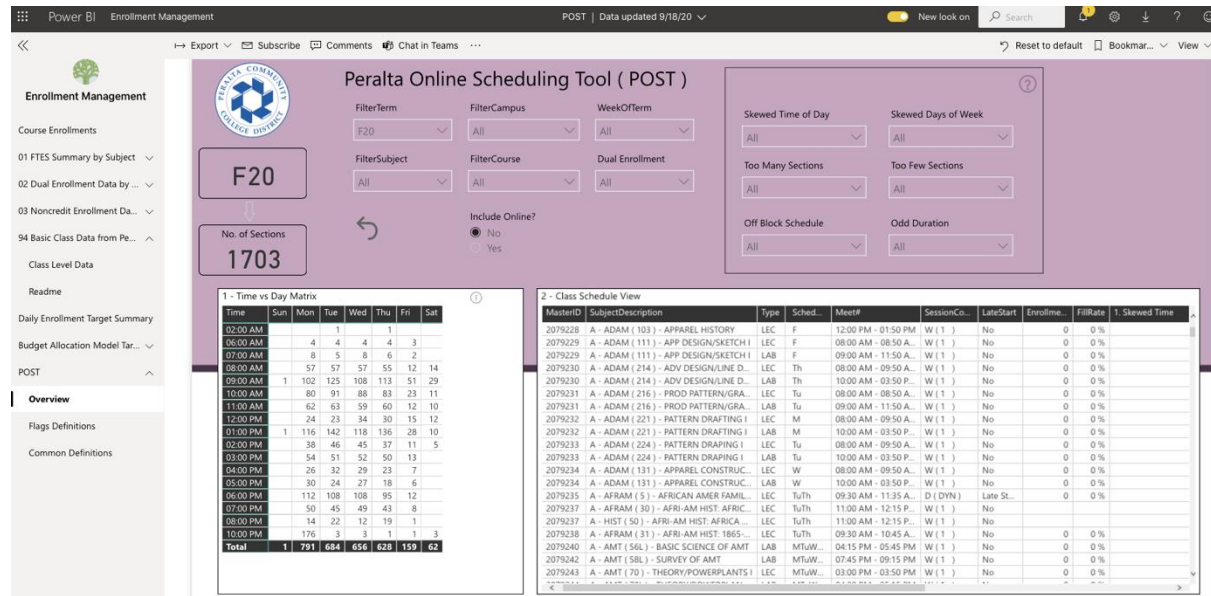 Power BI Enrollment Management POST | Data updated 9/18/20 New look on Search 1 ?
Export Subscribe Comments Chat in Teams ··· Reset to default Bookmar... View
Enrollment Management
Course Enrollments
01 FTES Summary by Subject
02 Dual Enrollment Data by ...
03 Noncredit Enrollment Da...
94 Basic Class Data from Pe...
Class Level Data
Readme
Daily Enrollment Target Summary
Budget Allocation Model Tar...
POST
Overview
Flags Definitions
Common Definitions
PERALTA COMMUNITY COLLEGE DISTRICT
Peralta Online Scheduling Tool ( POST )
F20
No. of Sections
1703
FilterTerm FilterCampus WeekOfTerm
F20 All All
FilterSubject FilterCourse Dual Enrollment
All All All
Include Online?
No
Yes
?
Skewed Time of Day Skewed Days of Week
All All
Too Many Sections Too Few Sections
All All
Off Block Schedule Odd Duration
All All
1 - Time vs Day Matrix
Time Sun Mon Tue Wed Thu Fri Sat
02:00 AM 1 1
06:00 AM 4 4 4 4 3
07:00 AM 8 5 8 6 2
08:00 AM 57 57 57 55 12 14
09:00 AM 1 102 125 108 113 51 29
10:00 AM 80 91 88 83 23 11
11:00 AM 62 63 59 60 12 10
12:00 PM 24 23 34 30 15 12
01:00 PM 1 116 142 118 136 28 10
02:00 PM 38 46 45 37 11 5
03:00 PM 54 51 52 50 13
04:00 PM 26 32 29 23 7
05:00 PM 30 24 27 18 6
06:00 PM 112 108 108 95 12
07:00 PM 50 45 49 43 8
08:00 PM 14 22 12 19 1
10:00 PM 176 3 3 1 1 3
Total 1 791 684 656 628 159 62
2 - Class Schedule View
MasterID SubjectDescription Type Sched... Meet# SessionCo... LateStart Enrollme... FillRate 1. Skewed Time
2079228 A - ADAM ( 103 ) - APPAREL HISTORY LEC F 12:00 PM - 01:50 PM W ( 1 ) No 0 0 %
2079229 A - ADAM ( 111 ) - APP DESIGN/SKETCH I LEC F 08:00 AM - 08:50 A... W ( 1 ) No 0 0 %
2079229 A - ADAM ( 111 ) - APP DESIGN/SKETCH I LAB F 09:00 AM - 11:50 A... W ( 1 ) No 0 0 %
2079230 A - ADAM ( 214 ) - ADV DESIGN/LINE D... LEC Th 08:00 AM - 09:50 A... W ( 1 ) No 0 0 %
2079230 A - ADAM ( 214 ) - ADV DESIGN/LINE D... LAB Th 10:00 AM - 03:50 P... W ( 1 ) No 0 0 %
2079231 A - ADAM ( 216 ) - PROD PATTERN/GRA... LEC Tu 08:00 AM - 08:50 A... W ( 1 ) No 0 0 %
2079231 A - ADAM ( 216 ) - PROD PATTERN/GRA... LAB Tu 09:00 AM - 11:50 A... W ( 1 ) No 0 0 %
2079232 A - ADAM ( 221 ) - PATTERN DRAFTING I LEC M 08:00 AM - 09:50 A... W ( 1 ) No 0 0 %
2079232 A - ADAM ( 221 ) - PATTERN DRAFTING I LAB M 10:00 AM - 03:50 P... W ( 1 ) No 0 0 %
2079233 A - ADAM ( 224 ) - PATTERN DRAPING I LEC Tu 08:00 AM - 09:50 A... W ( 1 ) No 0 0 %
2079233 A - ADAM ( 224 ) - PATTERN DRAPING I LAB Tu 10:00 AM - 03:50 P... W ( 1 ) No 0 0 %
2079234 A - ADAM ( 131 ) - APPAREL CONSTRUC... LEC W 08:00 AM - 09:50 A... W ( 1 ) No 0 0 %
2079234 A - ADAM ( 131 ) - APPAREL CONSTRUC... LAB W 10:00 AM - 03:50 P... W ( 1 ) No 0 0 %
2079235 A - AFRAM ( 5 ) - AFRICAN AMER FAMIL... LEC TuTh 09:30 AM - 11:35 A... D ( DYN ) Late St... 0 0 %
2079237 A - AFRAM ( 30 ) - AFRI-AM HIST: AFRIC... LEC TuTh 11:00 AM - 12:15 P... W ( 1 ) No 0 0 %
2079237 A - HIST ( 50 ) - AFRI-AM HIST: AFRICA ... LEC TuTh 11:00 AM - 12:15 P... W ( 1 ) No
2079238 A - AFRAM ( 31 ) - AFRI-AM HIST: 1865-... LEC TuTh 09:30 AM - 10:45 A... W ( 1 ) No 0 0 %
2079240 A - AMT ( 56L ) - BASIC SCIENCE OF AMT LAB MTuW... 04:15 PM - 05:45 PM W ( 1 ) No 0 0 %
2079242 A - AMT ( 58L ) - SURVEY OF AMT LAB MTuW... 07:45 PM - 09:15 PM W ( 1 ) No 0 0 %
2079243 A - AMT ( 70 ) - THEORY/POWERPLANTS I LEC MTuW... 03:00 PM - 03:50 PM W ( 1 ) No 0 0 %